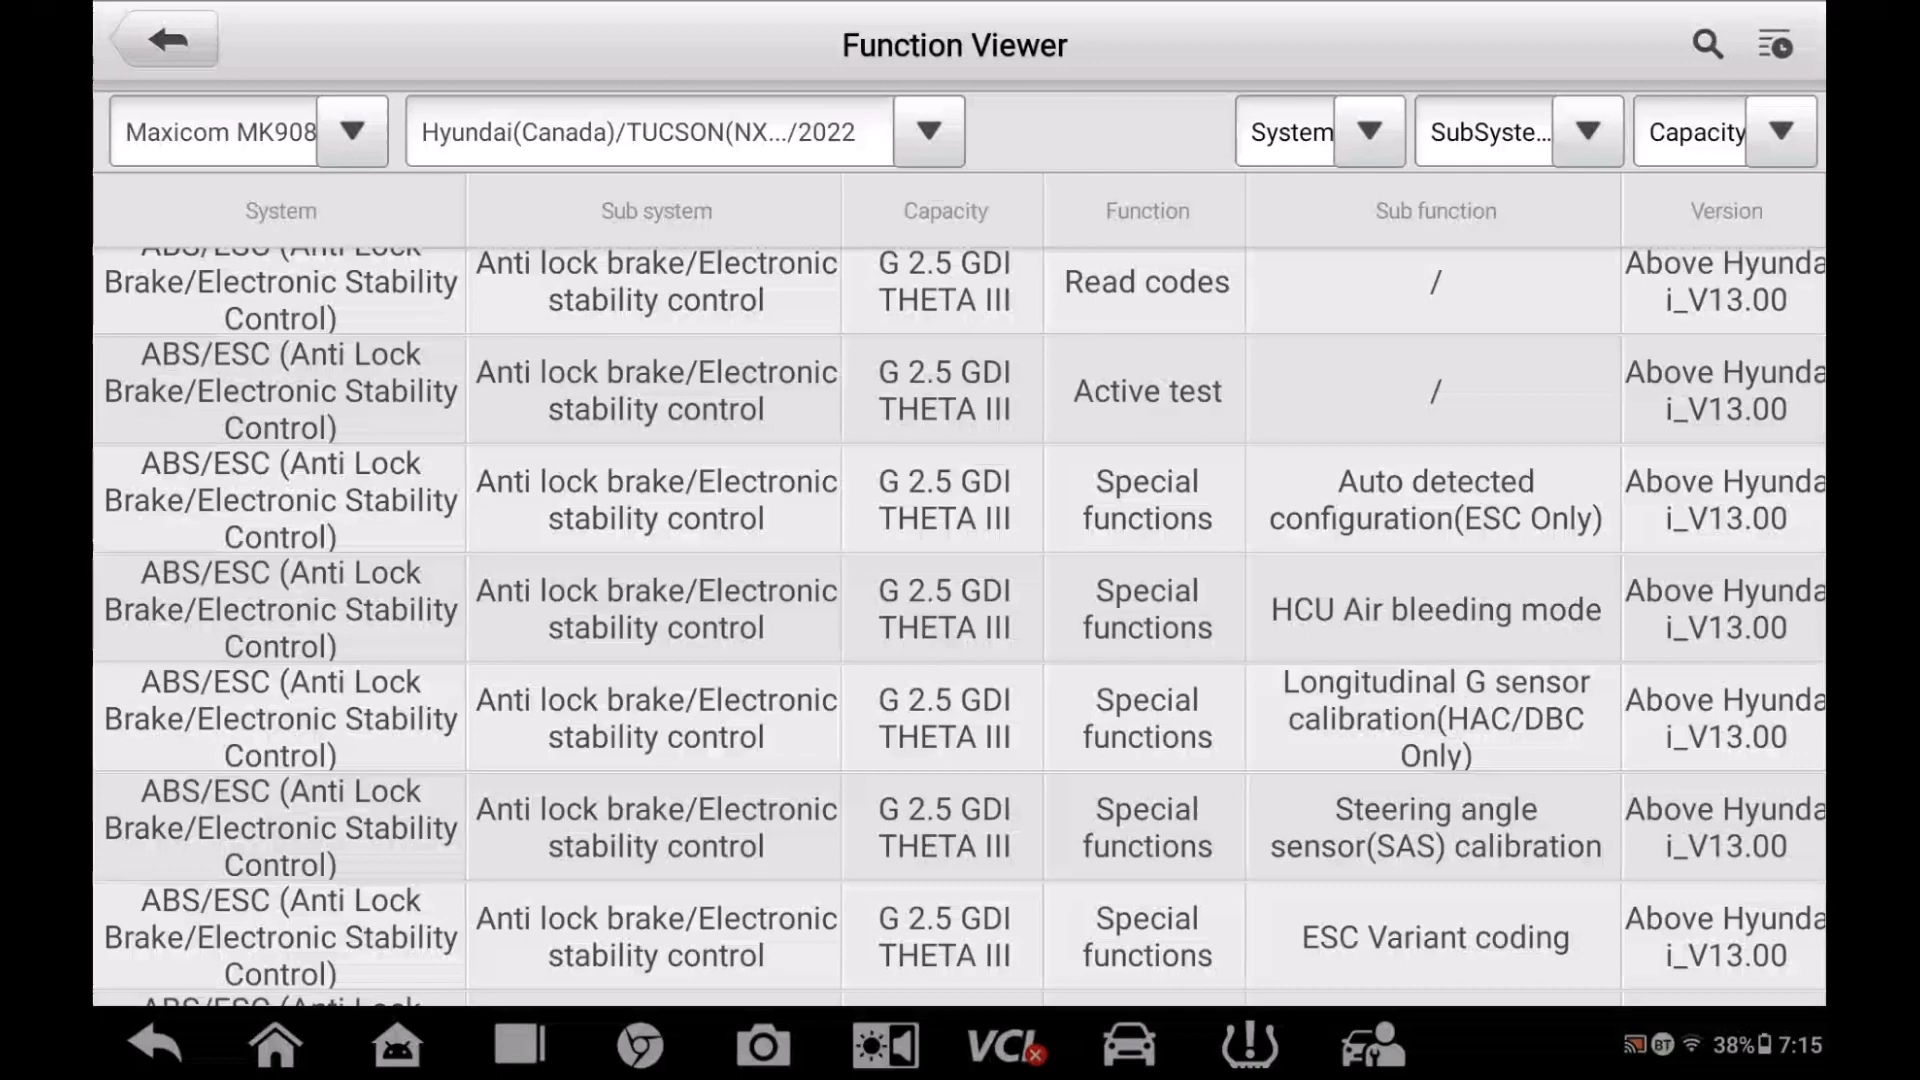 Function Viewer
Maxicom MK908
Hyundai(Canada)/TUCSON(NX.../2022
System
SubSyste...
Capacity
System
Sub system
Capacity
Function
Sub function
Version
ABS/ESC (Anti Lock
Brake/Electronic Stability
Control)
Anti lock brake/Electronic
stability control
G 2.5 GDI
THETA III
Read codes
/
Above Hyunda
i_V13.00
ABS/ESC (Anti Lock
Brake/Electronic Stability
Control)
Anti lock brake/Electronic
stability control
G 2.5 GDI
THETA III
Active test
/
Above Hyunda
i_V13.00
ABS/ESC (Anti Lock
Brake/Electronic Stability
Control)
Anti lock brake/Electronic
stability control
G 2.5 GDI
THETA III
Special
functions
Auto detected
configuration(ESC Only)
Above Hyunda
i_V13.00
ABS/ESC (Anti Lock
Brake/Electronic Stability
Control)
Anti lock brake/Electronic
stability control
G 2.5 GDI
THETA III
Special
functions
HCU Air bleeding mode
Above Hyunda
i_V13.00
ABS/ESC (Anti Lock
Brake/Electronic Stability
Control)
Anti lock brake/Electronic
stability control
G 2.5 GDI
THETA III
Special
functions
Longitudinal G sensor
calibration(HAC/DBC
Only)
Above Hyunda
i_V13.00
ABS/ESC (Anti Lock
Brake/Electronic Stability
Control)
Anti lock brake/Electronic
stability control
G 2.5 GDI
THETA III
Special
functions
Steering angle
sensor(SAS) calibration
Above Hyunda
i_V13.00
ABS/ESC (Anti Lock
Brake/Electronic Stability
Control)
Anti lock brake/Electronic
stability control
G 2.5 GDI
THETA III
Special
functions
ESC Variant coding
Above Hyunda
i_V13.00
ABS/ESC (Anti Lock
VCI
BT
38%
7:15